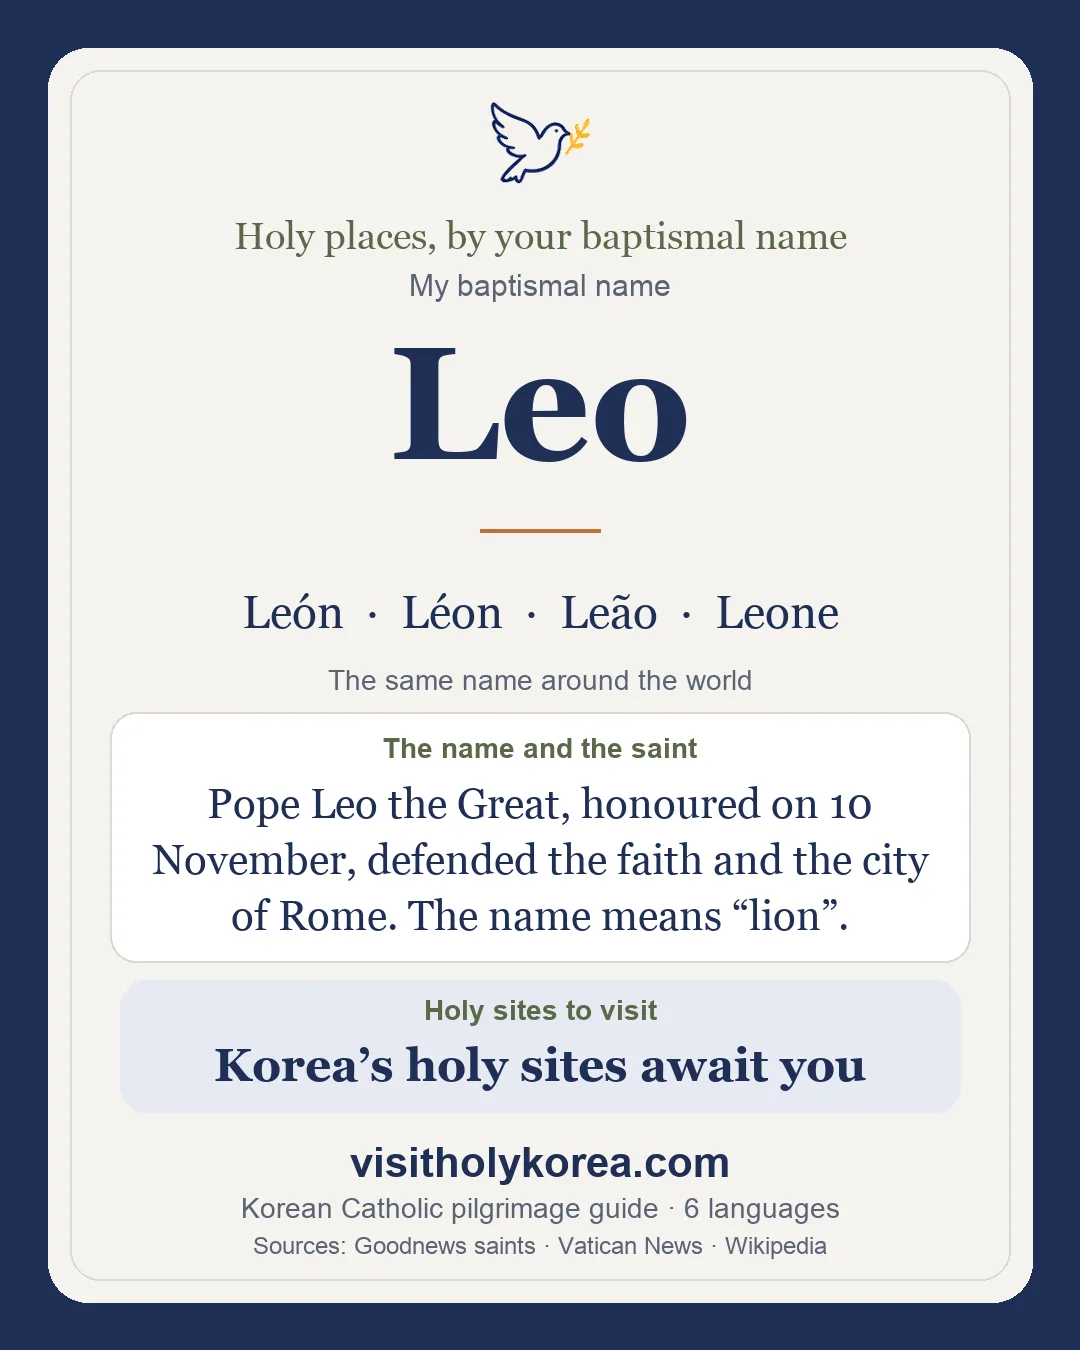 Holy places, by your baptismal name
My baptismal name
Leo
León · Léon · Leão · Leone
The same name around the world
The name and the saint
Pope Leo the Great, honoured on 10
November, defended the faith and the city
of Rome. The name means “lion”.
Holy sites to visit
Korea’s holy sites await you
visitholykorea.com
Korean Catholic pilgrimage guide · 6 languages
Sources: Goodnews saints · Vatican News · Wikipedia